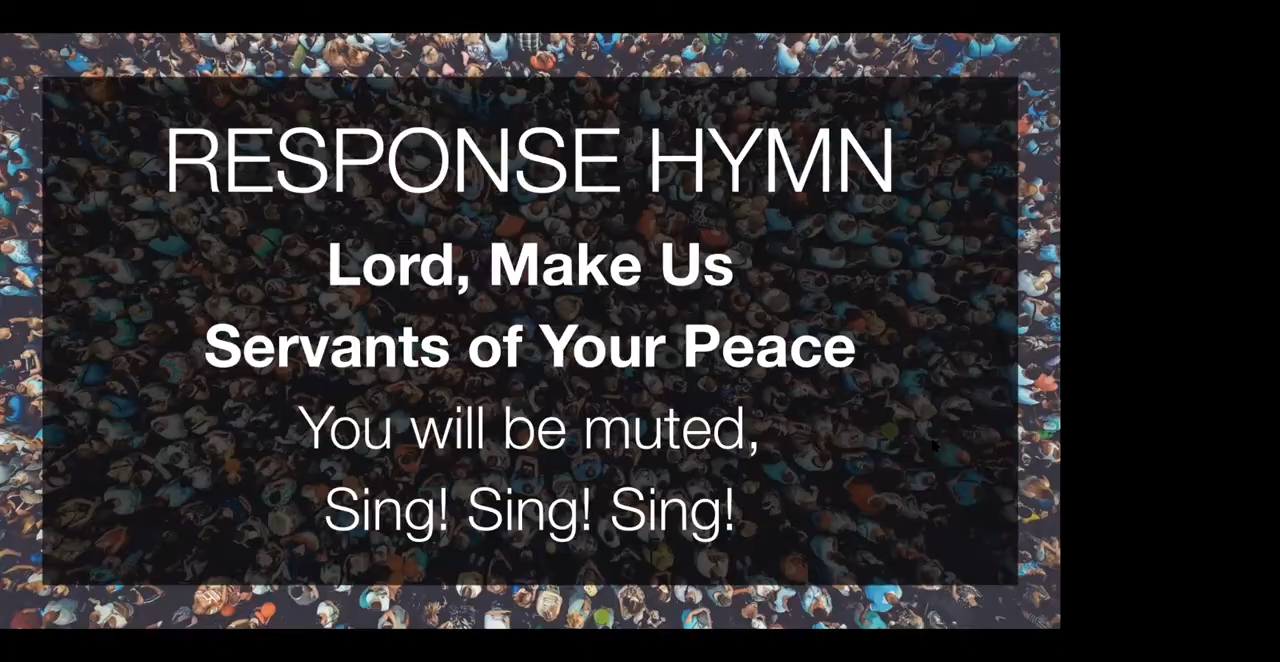 RESPONSE HYMN
Lord, Make Us
Servants of Your Peace
You will be muted,
Sing! Sing! Sing!